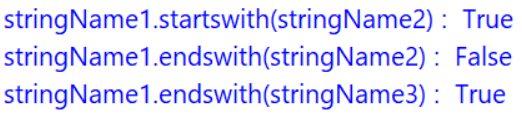 stringName1.startswith(stringName2) :  True
stringName1.endswith(stringName2) :  False
stringName1.endswith(stringName3) :  True